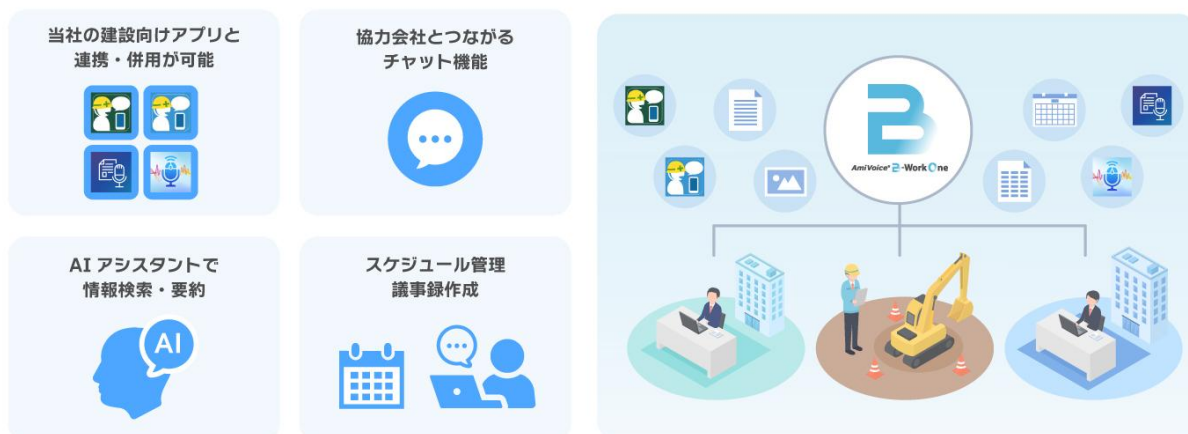 当社の建設向けアプリと
連携・併用が可能
協力会社とつながる
チャット機能
AI アシスタントで
情報検索・要約
AI
スケジュール管理
議事録作成
AmiVoice® B-Work One